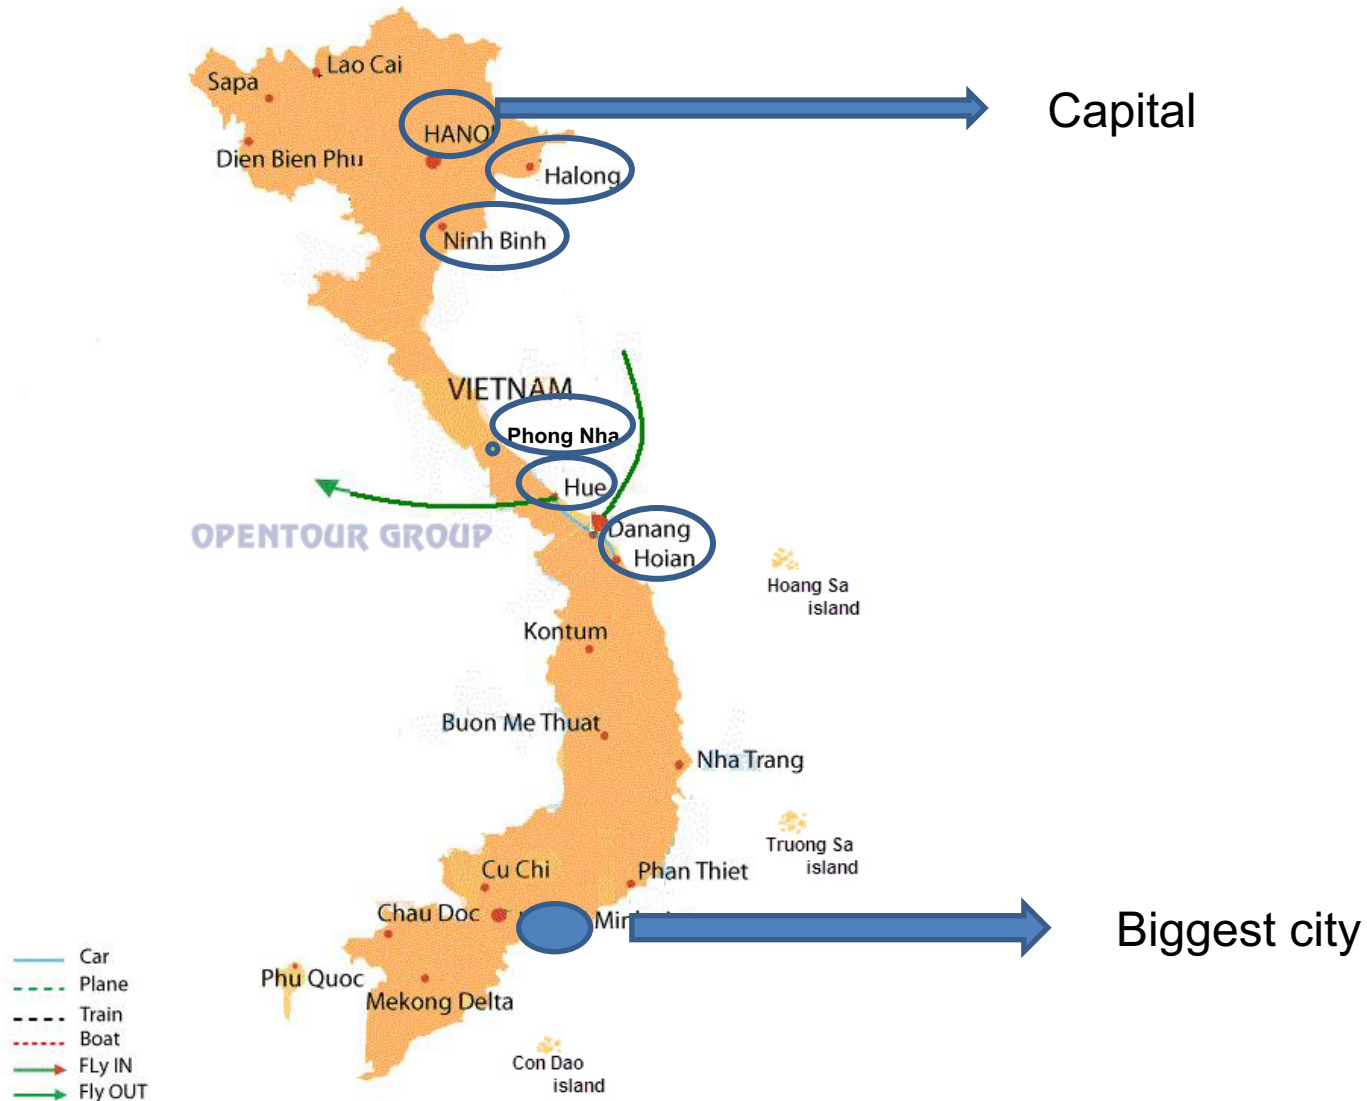 Lao Cai
Sapa
Capital
HANOI
Dien Bien Phu
Halong
Ninh Binh
VIETNAM
Phong Nha
Hue
OPENTOUR GROUP
Danang
Hoian
Hoang Sa
island
Kontum
Buon Me Thuat
Nha Trang
Truong Sa
island
Cu Chi
Phan Thiet
Chau Doc
Biggest city
Phu Quoc
Mekong Delta
Con Dao
island
Car
Plane
Train
Boat
FLy IN
Fly OUT